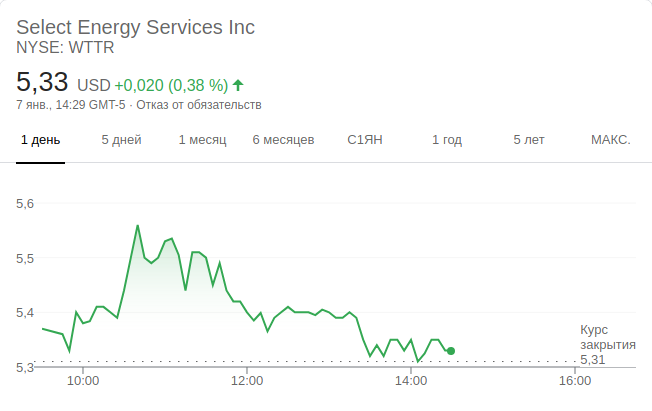 Select Energy Services Inc
NYSE: WTTR
5,33 USD +0,020 (0,38 %)
7 янв., 14:29 GMT-5 · Отказ от обязательств
1 день 5 дней 1 месяц 6 месяцев С1ЯН 1 год 5 лет МАКС.
5,6
5,5
5,4
Курс
закрытия
5,3 5,31
10:00 12:00 14:00 16:00